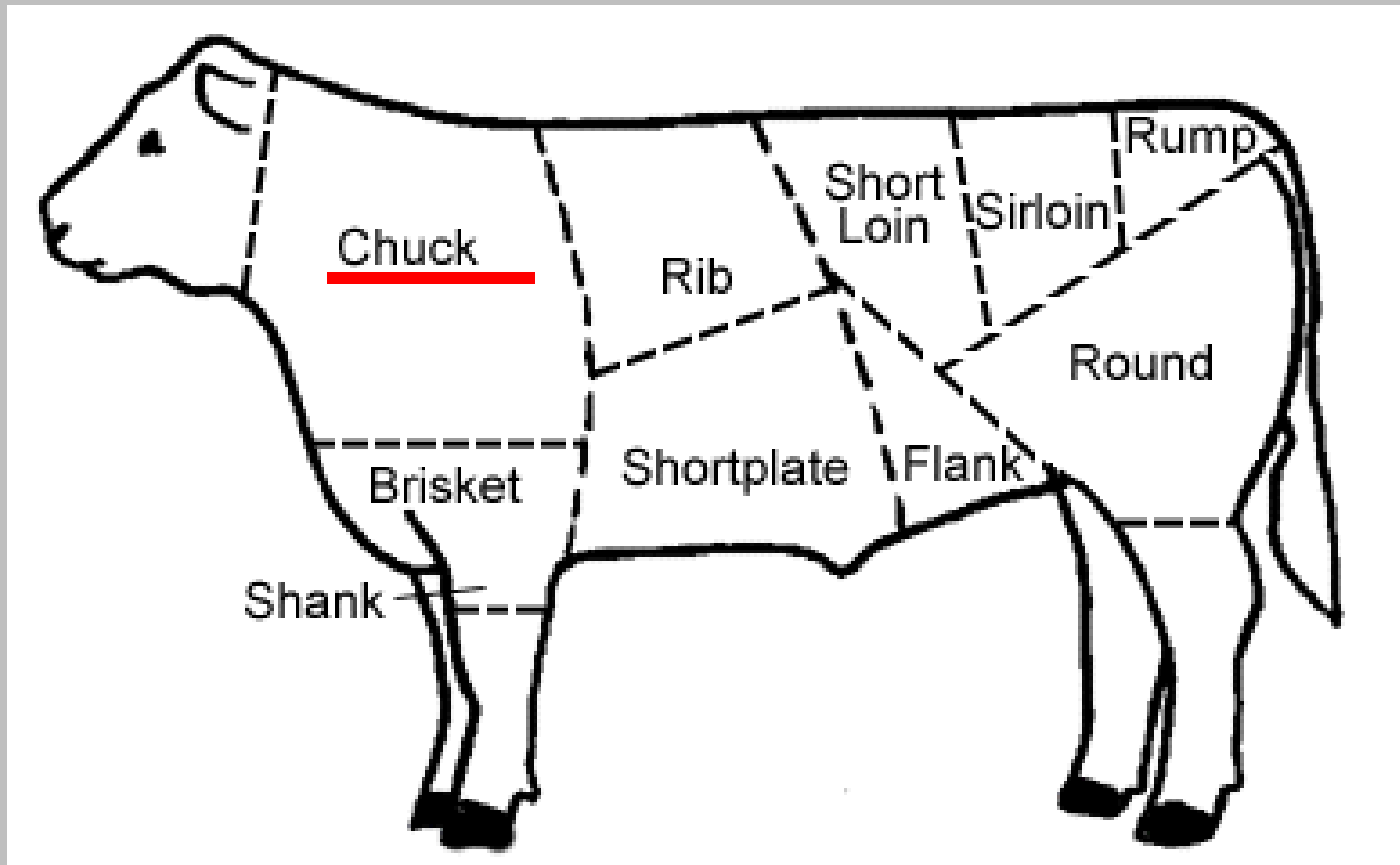 Rump
Short
Loin
Sirloin
Chuck
Rib
Round
Shortplate
Flank
Brisket
Shank